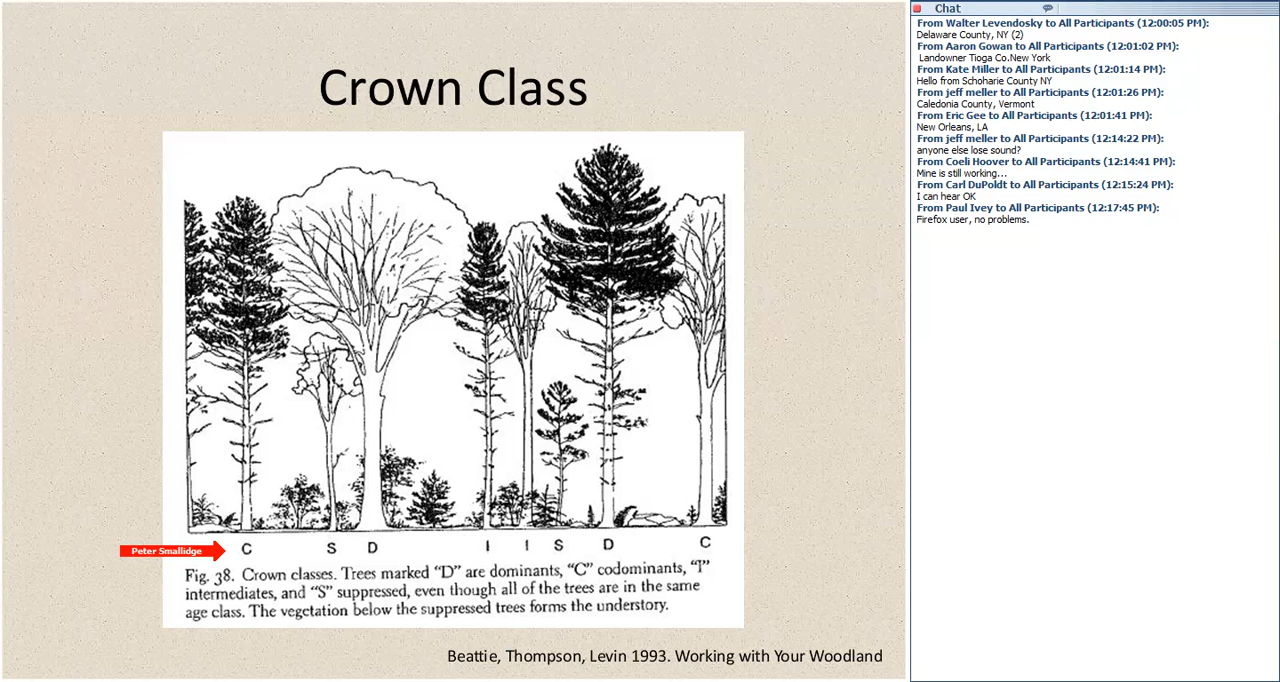 Crown Class
Peter Smallidge
C S D I I S D C
Fig. 38. Crown classes. Trees marked "D" are dominants, "C" codominants, "I"
intermediates, and "S" suppressed, even though all of the trees are in the same
age class. The vegetation below the suppressed trees forms the understory.
Beattie, Thompson, Levin 1993. Working with Your Woodland
Chat
From Walter Levendosky to All Participants (12:00:05 PM):
Delaware County, NY (2)
From Aaron Gowan to All Participants (12:01:02 PM):
Landowner Tioga Co.New York
From Kate Miller to All Participants (12:01:14 PM):
Hello from Schoharie County NY
From jeff meller to All Participants (12:01:26 PM):
Caledonia County, Vermont
From Eric Gee to All Participants (12:01:41 PM):
New Orleans, LA
From jeff meller to All Participants (12:14:22 PM):
anyone else lose sound?
From Coeli Hoover to All Participants (12:14:41 PM):
Mine is still working...
From Carl DuPoldt to All Participants (12:15:24 PM):
I can hear OK
From Paul Ivey to All Participants (12:17:45 PM):
Firefox user, no problems.